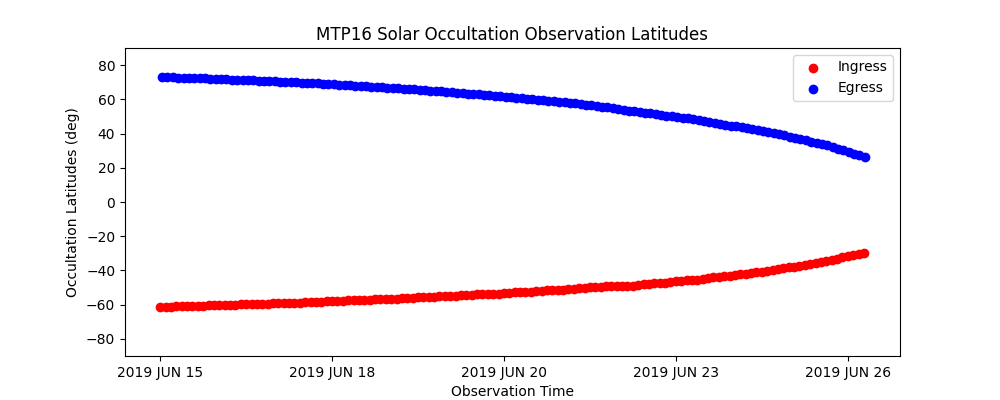 MTP16 Solar Occultation Observation Latitudes
Ingress
Egress
Occultation Latitudes (deg)
80
60
40
20
0
−20
−40
−60
−80
2019 JUN 15
2019 JUN 18
2019 JUN 20
2019 JUN 23
2019 JUN 26
Observation Time